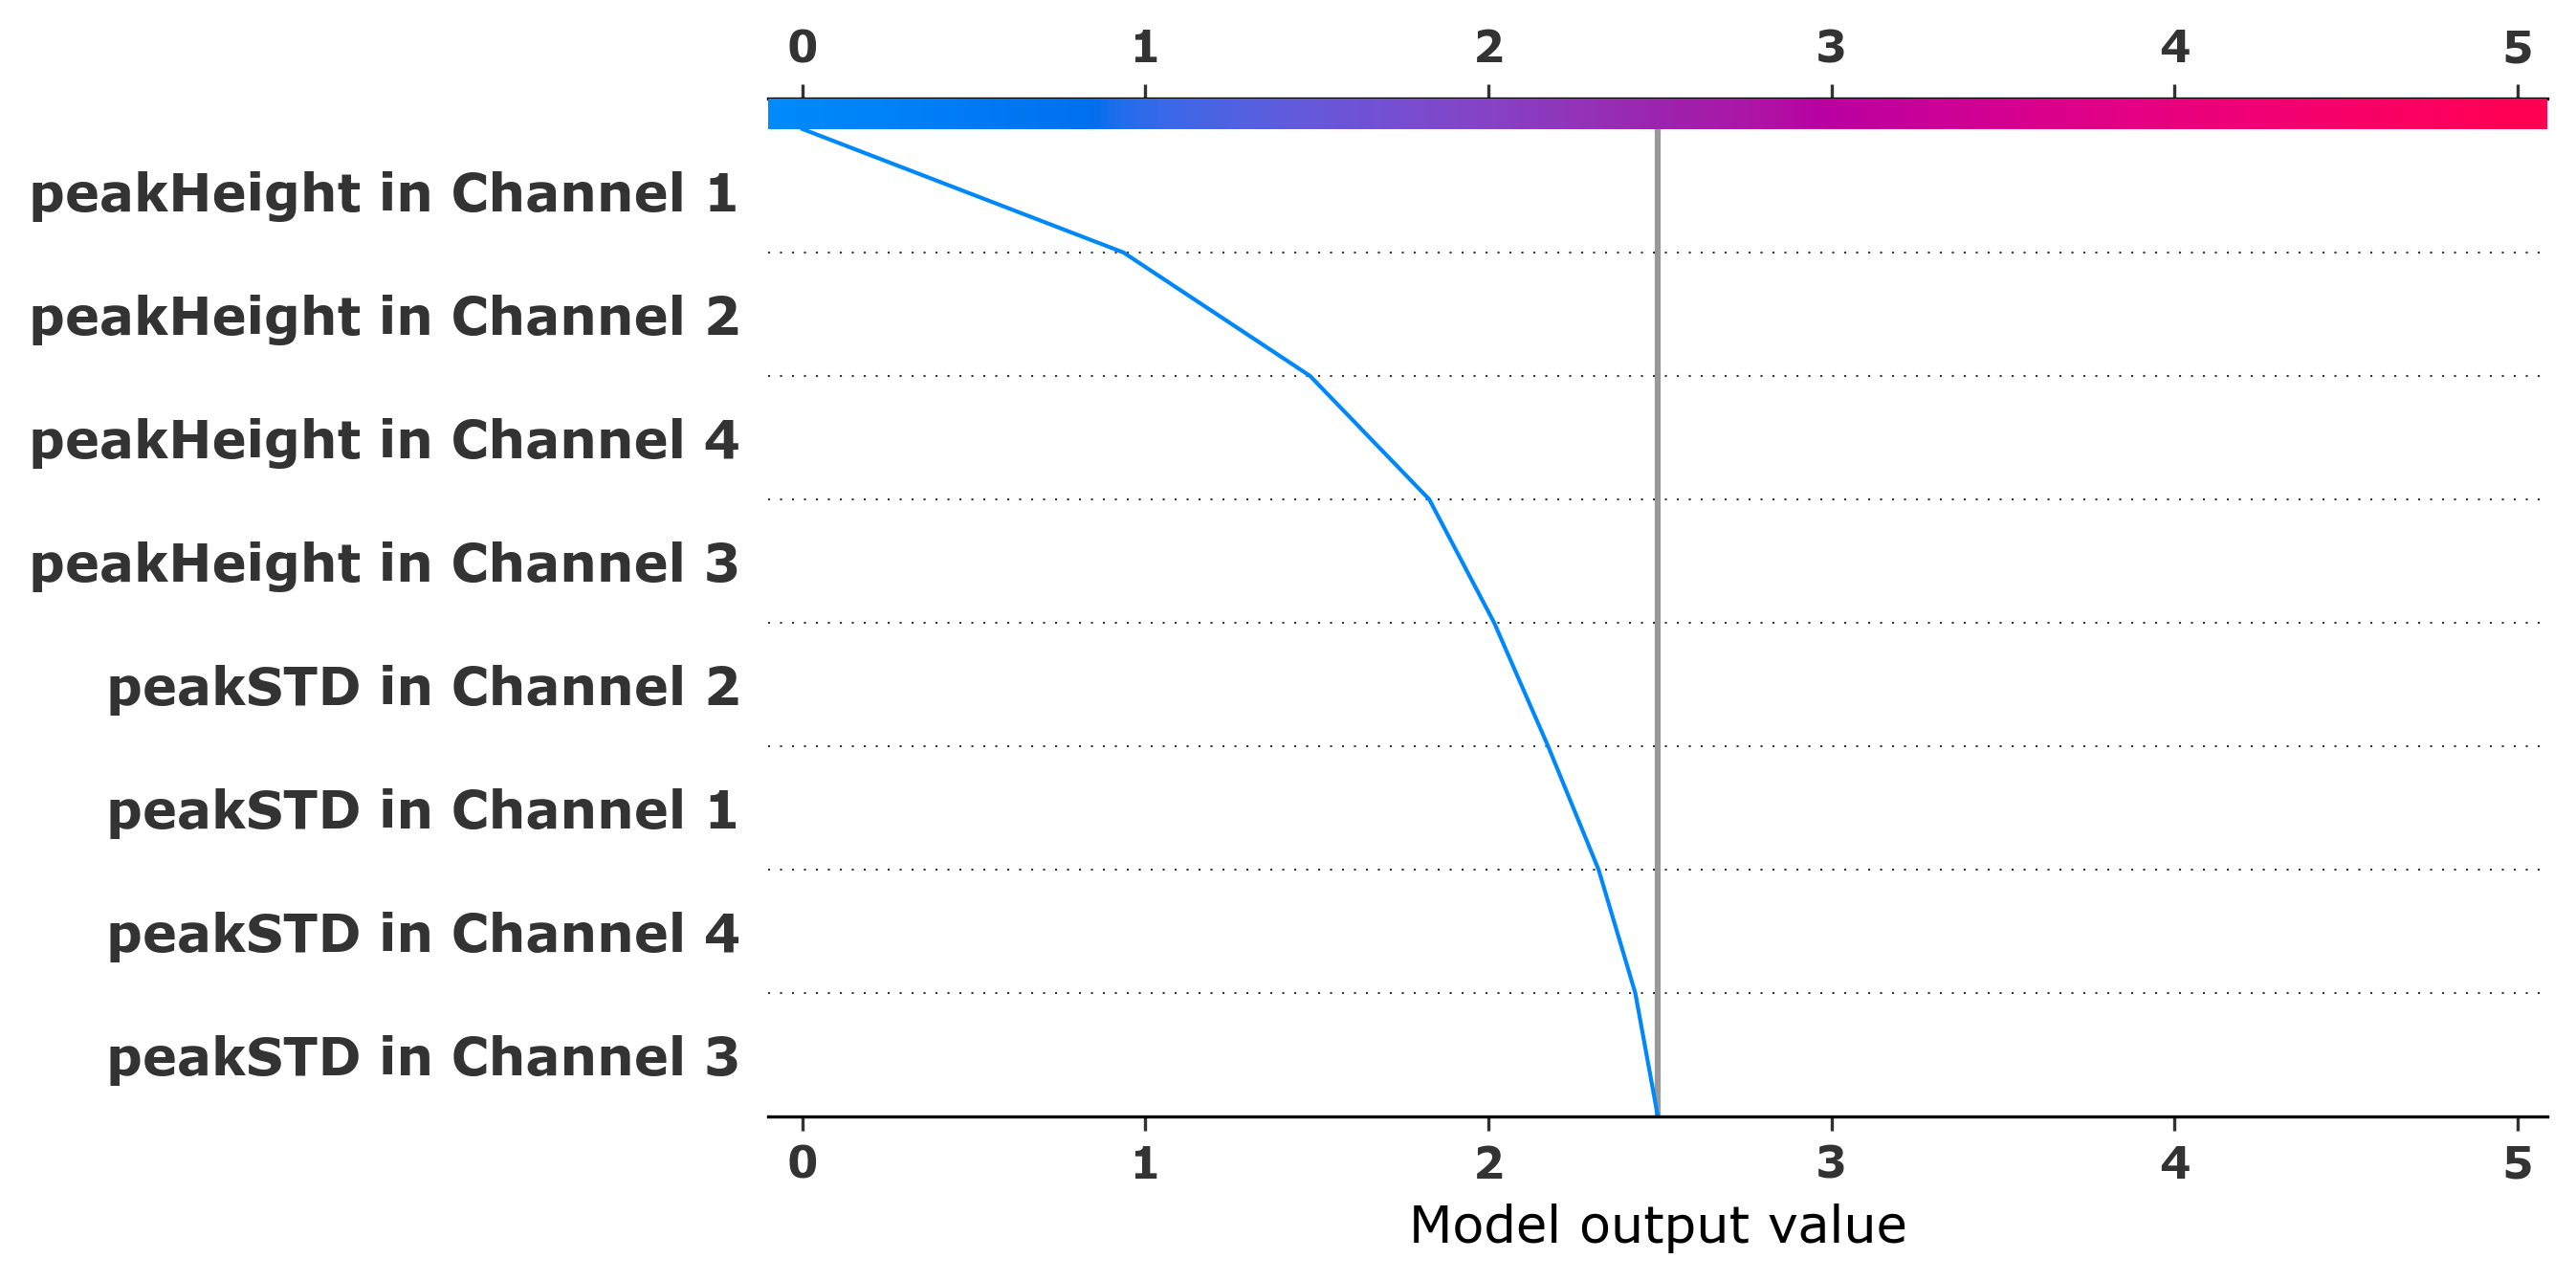 0 1 2 3 4 5
peakHeight in Channel 1
peakHeight in Channel 2
peakHeight in Channel 4
peakHeight in Channel 3
peakSTD in Channel 2
peakSTD in Channel 1
peakSTD in Channel 4
peakSTD in Channel 3
0 1 2 3 4 5
Model output value